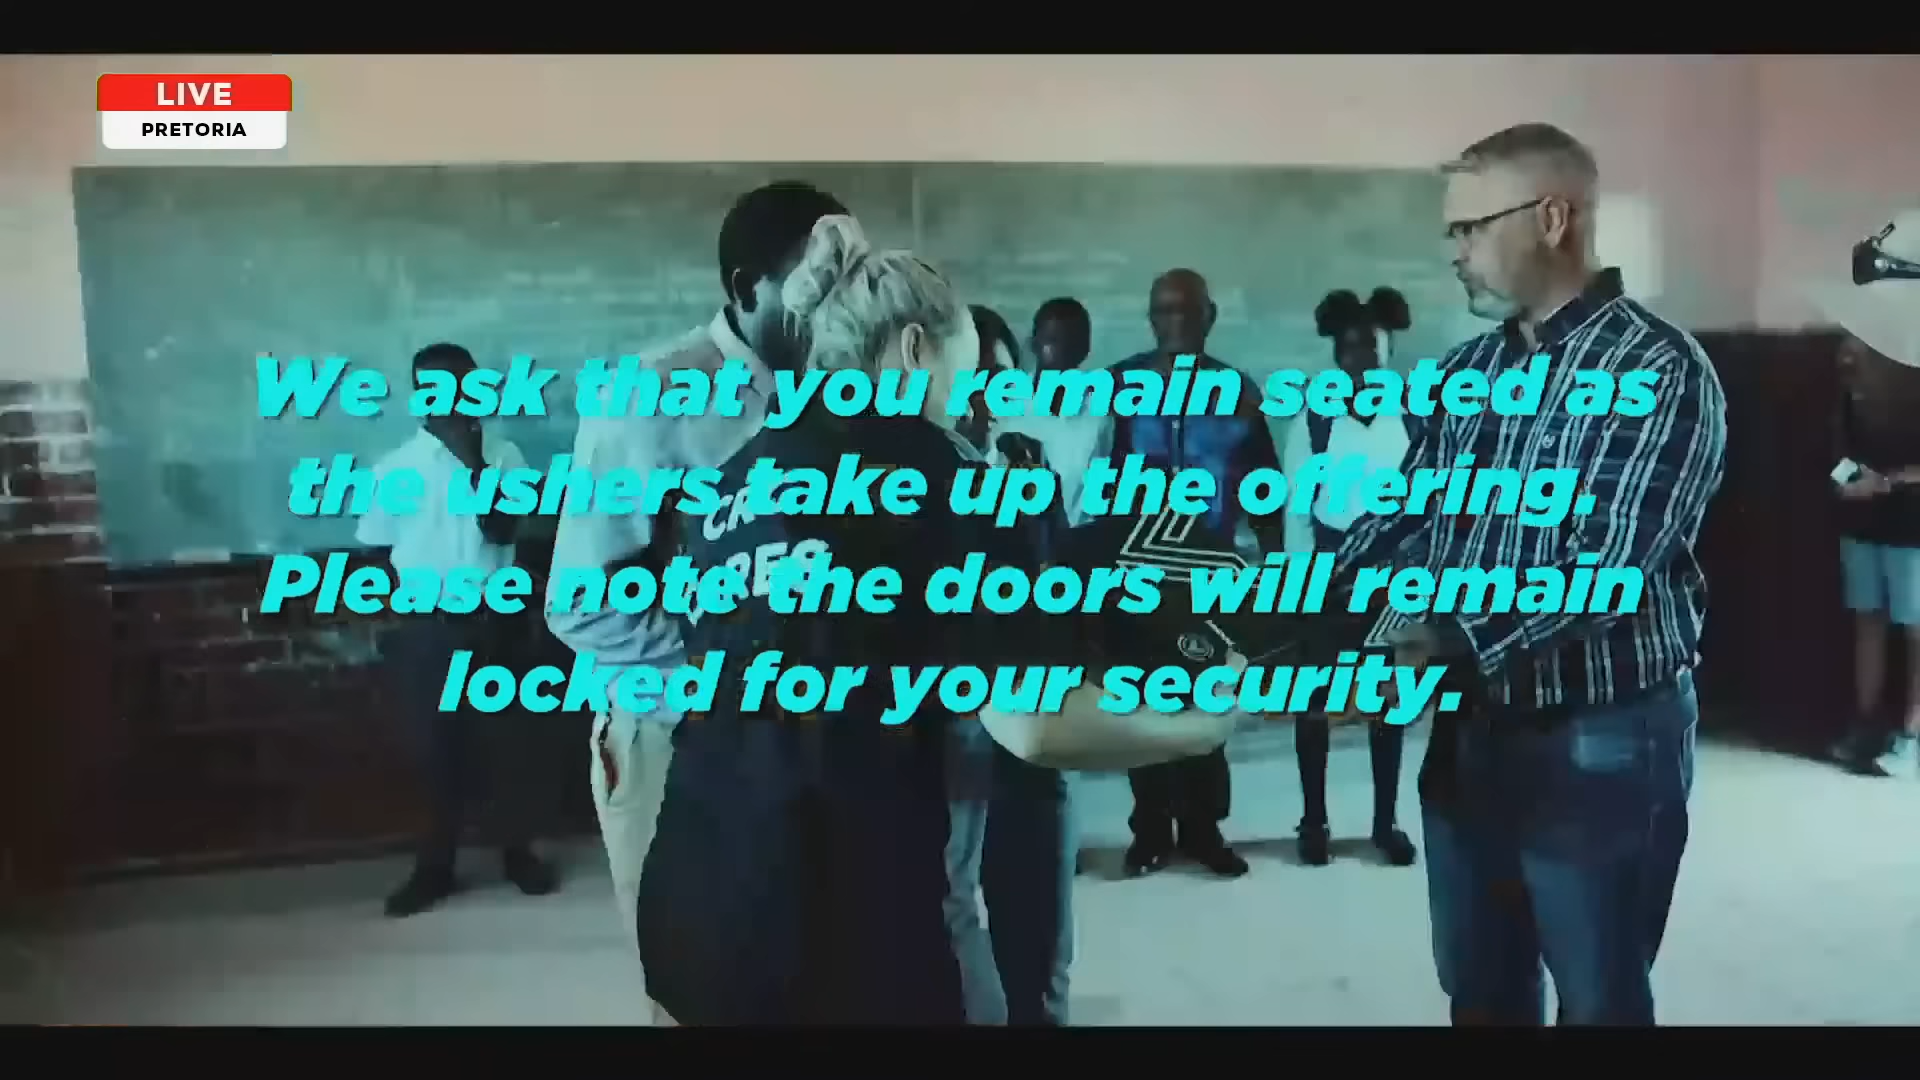 LIVE
PRETORIA
We ask that you remain seated as
the ushers take up the offering.
Please note the doors will remain
locked for your security.